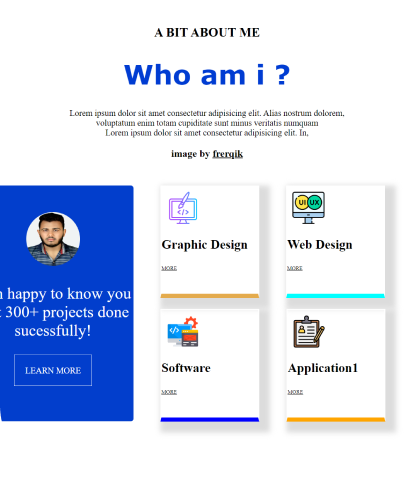 A BIT ABOUT ME
Who am i ?
Lorem ipsum dolor sit amet consectetur adipisicing elit. Alias nostrum dolorem,
voluptatum enim totam cupiditate sunt minus veritatis numquam
Lorem ipsum dolor sit amet consectetur adipisicing elit. In,
image by frerqik
happy to know you
300+ projects done
sucessfully!
LEARN MORE
Graphic Design
MORE
UI UX
Web Design
MORE
Software
MORE
Application1
MORE